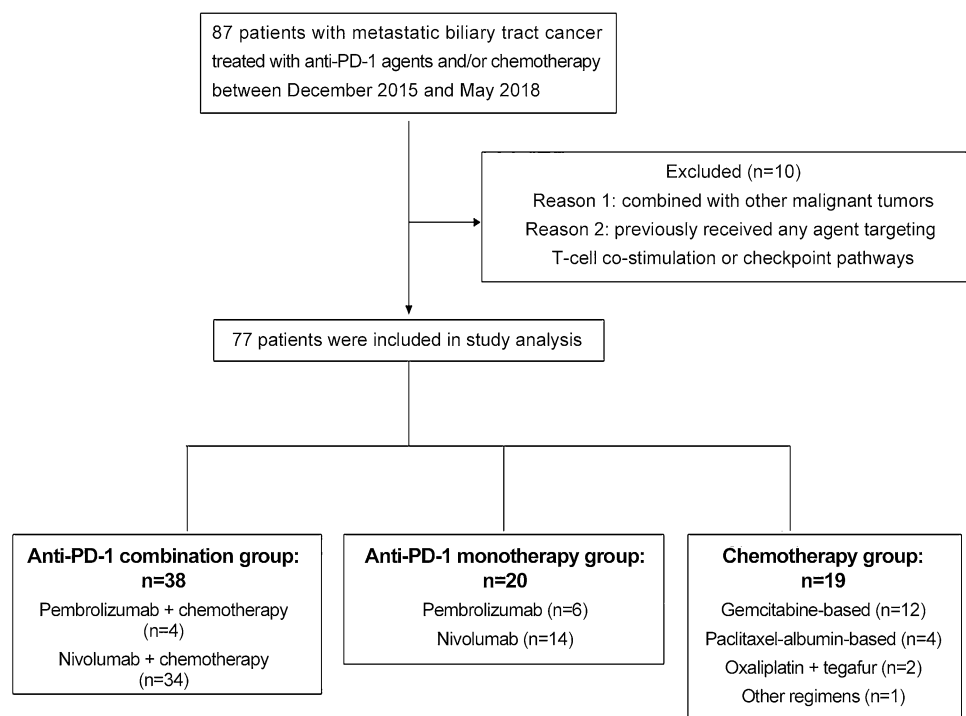 87 patients with metastatic biliary tract cancer
treated with anti-PD-1 agents and/or chemotherapy
between December 2015 and May 2018
Excluded (n=10)
Reason 1: combined with other malignant tumors
Reason 2: previously received any agent targeting
T-cell co-stimulation or checkpoint pathways
77 patients were included in study analysis
Anti-PD-1 combination group:
n=38
Pembrolizumab + chemotherapy
(n=4)
Nivolumab + chemotherapy
(n=34)
Anti-PD-1 monotherapy group:
n=20
Pembrolizumab (n=6)
Nivolumab (n=14)
Chemotherapy group:
n=19
Gemcitabine-based (n=12)
Paclitaxel-albumin-based (n=4)
Oxaliplatin + tegafur (n=2)
Other regimens (n=1)